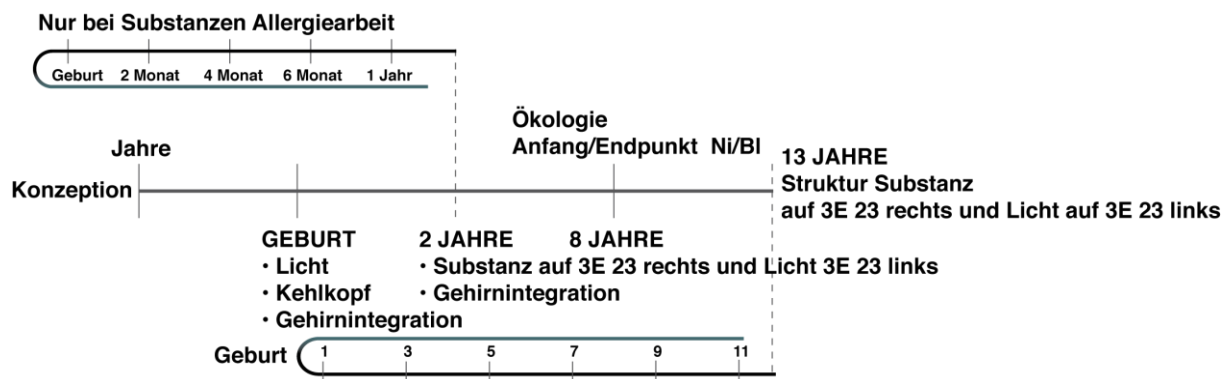 Nur bei Substanzen Allergiearbeit
Geburt 2 Monat 4 Monat 6 Monat 1 Jahr
Ökologie
Anfang/Endpunkt Ni/Bl
Jahre
Konzeption
13 JAHRE
Struktur Substanz
auf 3E 23 rechts und Licht auf 3E 23 links
GEBURT
· Licht
· Kehlkopf
· Gehirnintegration
2 JAHRE
· Substanz auf 3E 23 rechts und Licht 3E 23 links
· Gehirnintegration
8 JAHRE
Geburt
1 3 5 7 9 11